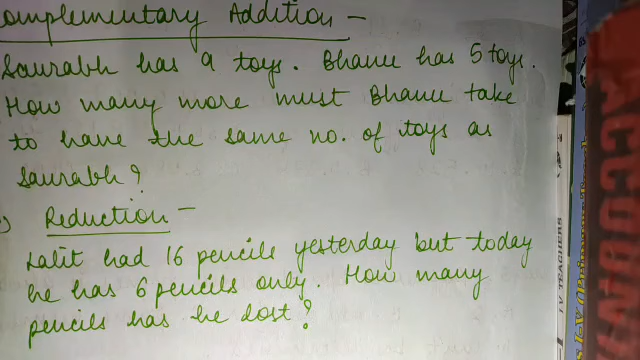 omplementary Addition -
Saurabh has 9 toys. Bhanu has 5 toys.
How many more must Bhanu take
to have the same no. of toys as
Saurabh?
) Reduction -
Lalit had 16 pencils yesterday but today
he has 6 pencils only. How many
pencils has he lost?
ACCOUN
I-V TEACHERS